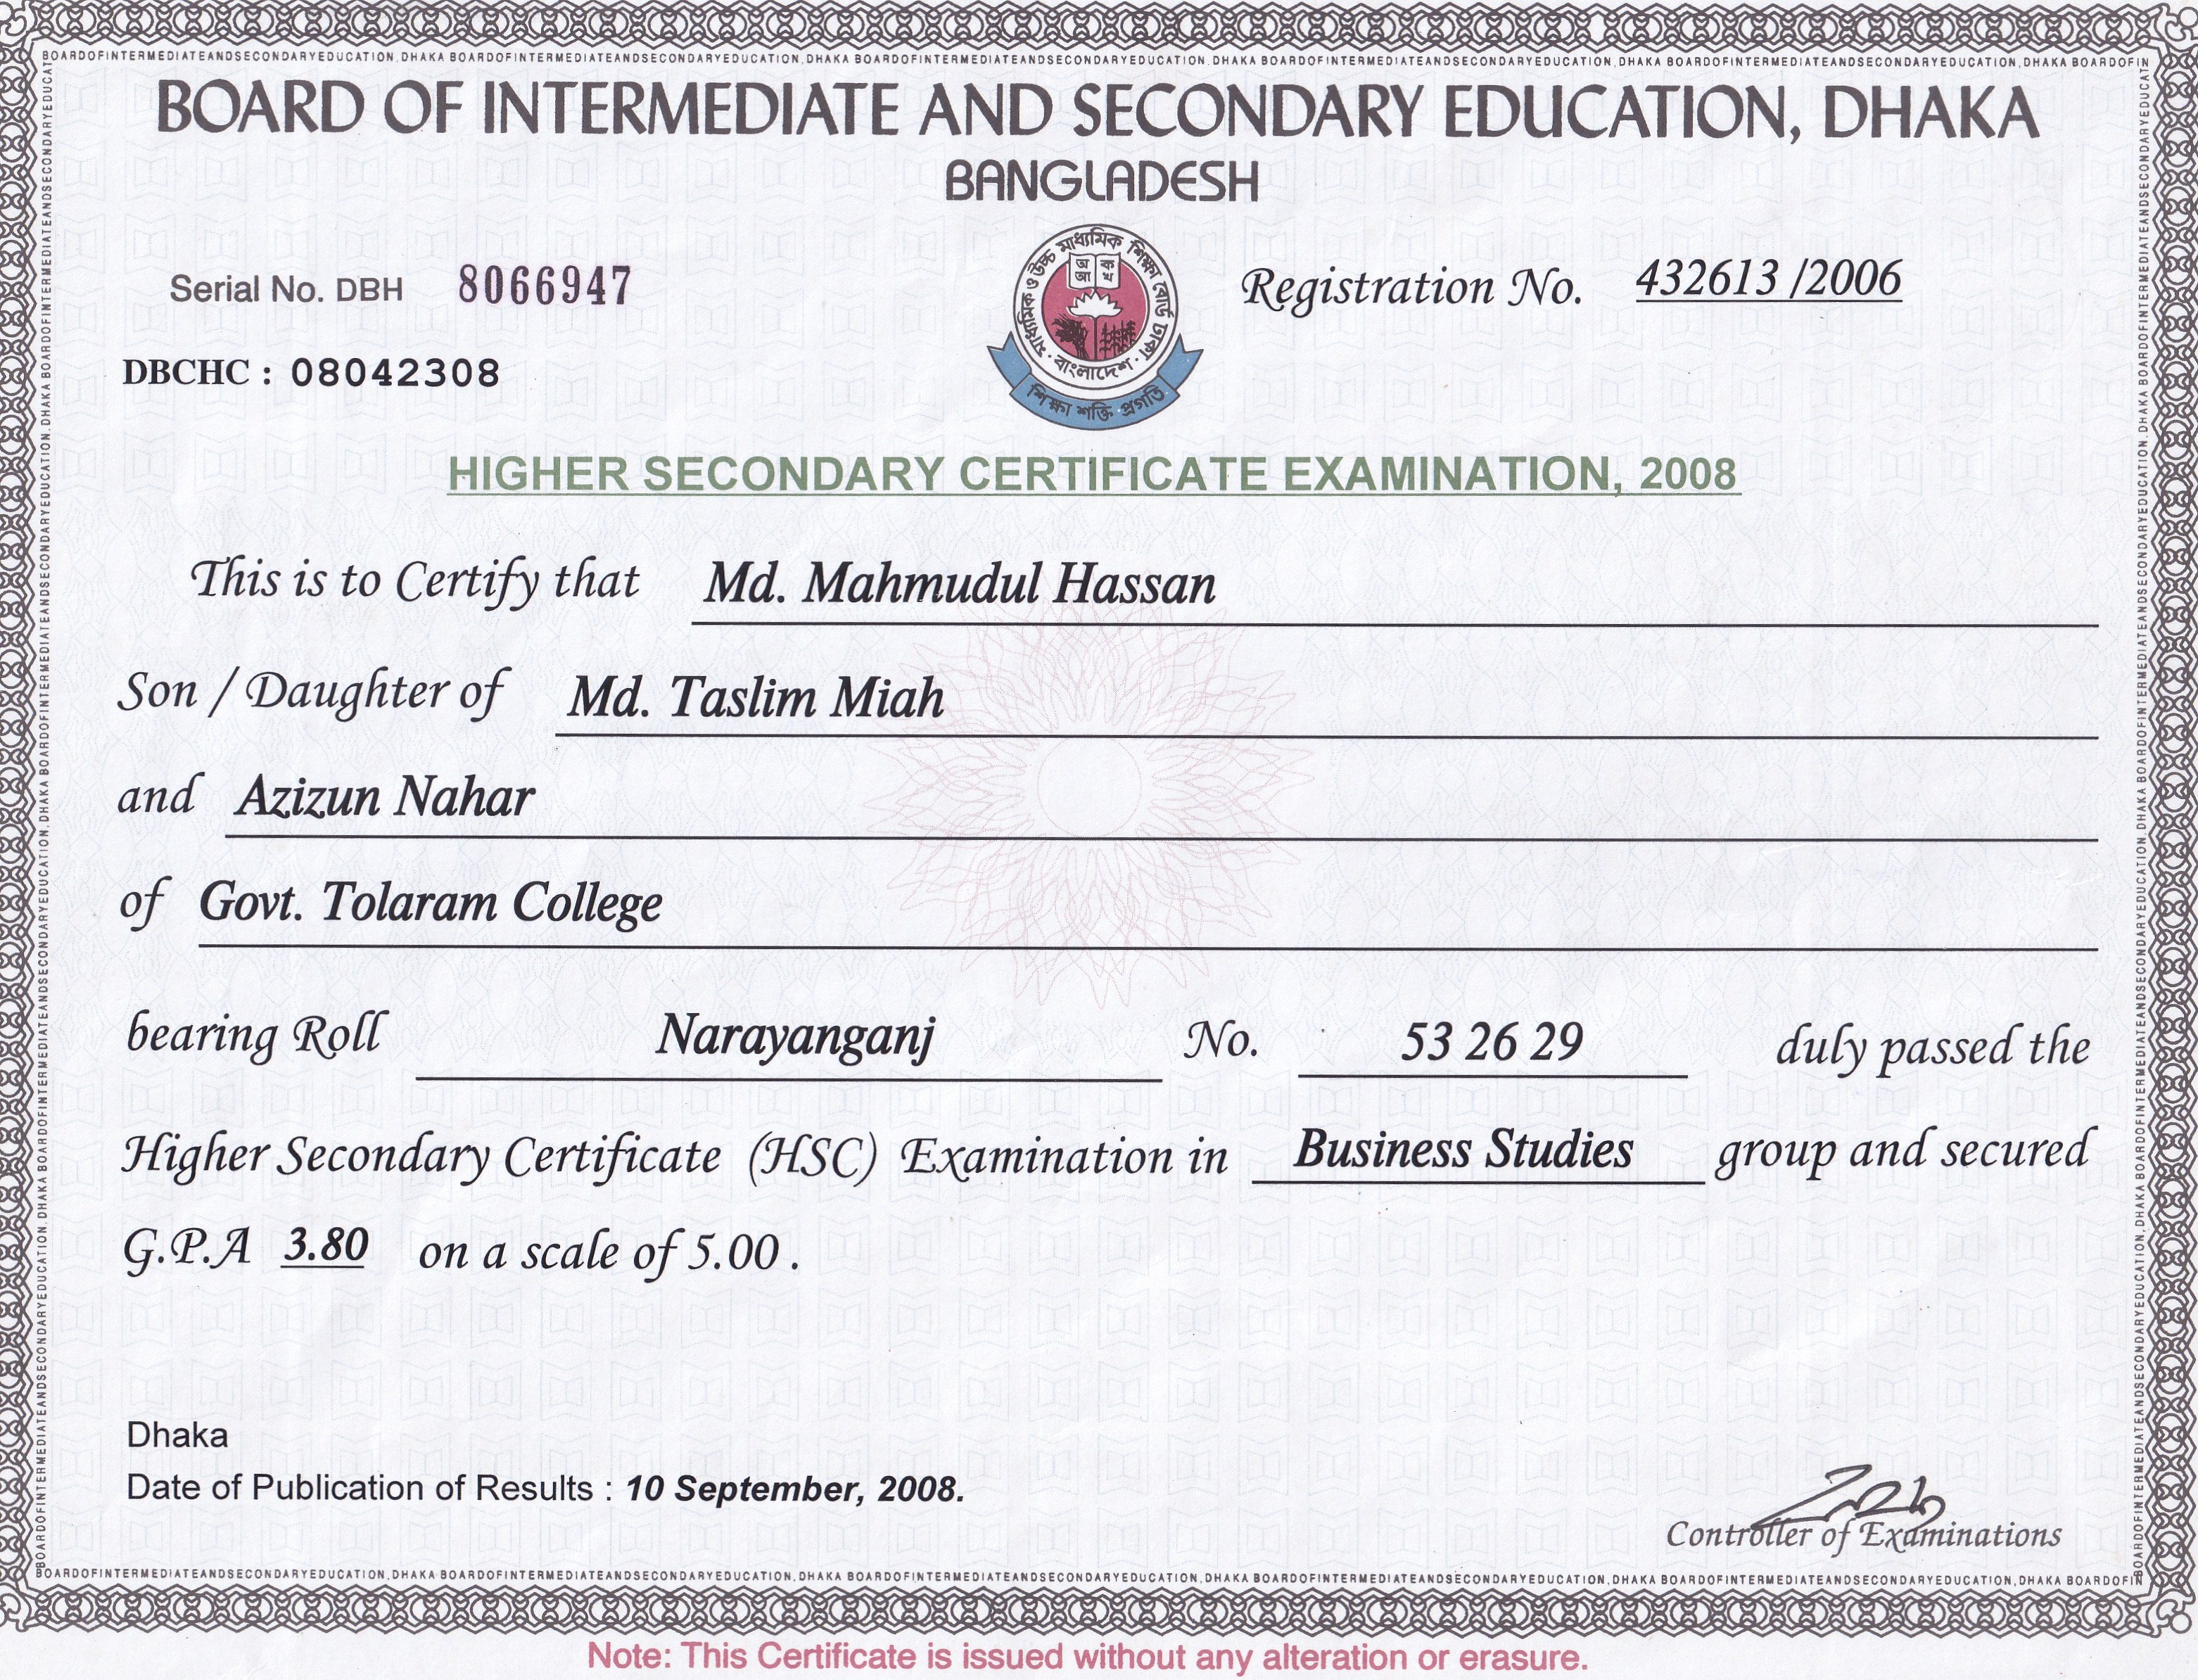 BOARDOFINTERMEDIATEANDSECONDARYEDUCATION,DHAKA BOARDOFINTERMEDIATEANDSECONDARYEDUCATION,DHAKA BOARDOFINTERMEDIATEANDSECONDARYEDUCATION,DHAKA BOARDOFINTERMEDIATEANDSECONDARYEDUCATION,DHAKA BOARDOFINTERMEDIATEANDSECONDARYEDUCATION,DHAKA BOARDOFIN
BOARD OF INTERMEDIATE AND SECONDARY EDUCATION, DHAKA
BANGLADESH
মাধ্যমিক ও উচ্চ মাধ্যমিক শিক্ষা বোর্ড ঢাকা
অ ক
আ খ
বাংলাদেশ
শিক্ষা শক্তি প্রগতি
Serial No. DBH 8066947
Registration No. 432613 /2006
DBCHC : 08042308
HIGHER SECONDARY CERTIFICATE EXAMINATION, 2008
This is to Certify that Md. Mahmudul Hassan
Son / Daughter of Md. Taslim Miah
and Azizun Nahar
of Govt. Tolaram College
bearing Roll Narayanganj No. 53 26 29 duly passed the
Higher Secondary Certificate (HSC) Examination in Business Studies group and secured
G.P.A 3.80 on a scale of 5.00 .
Dhaka
Date of Publication of Results : 10 September, 2008.
Controller of Examinations
BOARDOFINTERMEDIATEANDSECONDARYEDUCATION,DHAKA BOARDOFINTERMEDIATEANDSECONDARYEDUCATION,DHAKA BOARDOFINTERMEDIATEANDSECONDARYEDUCATION,DHAKA BOARDOFINTERMEDIATEANDSECONDARYEDUCATION,DHAKA BOARDOFINTERMEDIATEANDSECONDARYEDUCATION,DHAKA BOARDOFIN
Note: This Certificate is issued without any alteration or erasure.